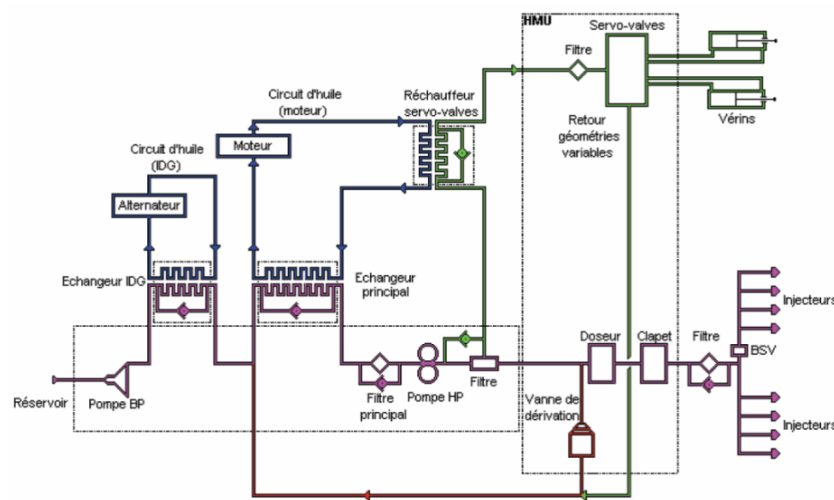 HMU
Servo-valves
Filtre
Circuit d'huile
(moteur)
Réchauffeur
servo-valves
Circuit d'huile
(IDG)
Moteur
Retour
géométries
variables
Vérins
Alternateur
Echangeur IDG
Echangeur
principal
Injecteurs
Doseur
Clapet
Filtre
BSV
Réservoir
Pompe BP
Filtre
principal
Pompe HP
Filtre
Vanne de
dérivation
Injecteurs